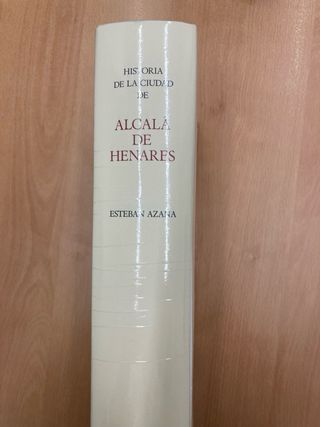 HISTORIA
DE LA CIUDAD
DE
ALCALÁ
DE
HENARES
ESTEBAN AZAÑA